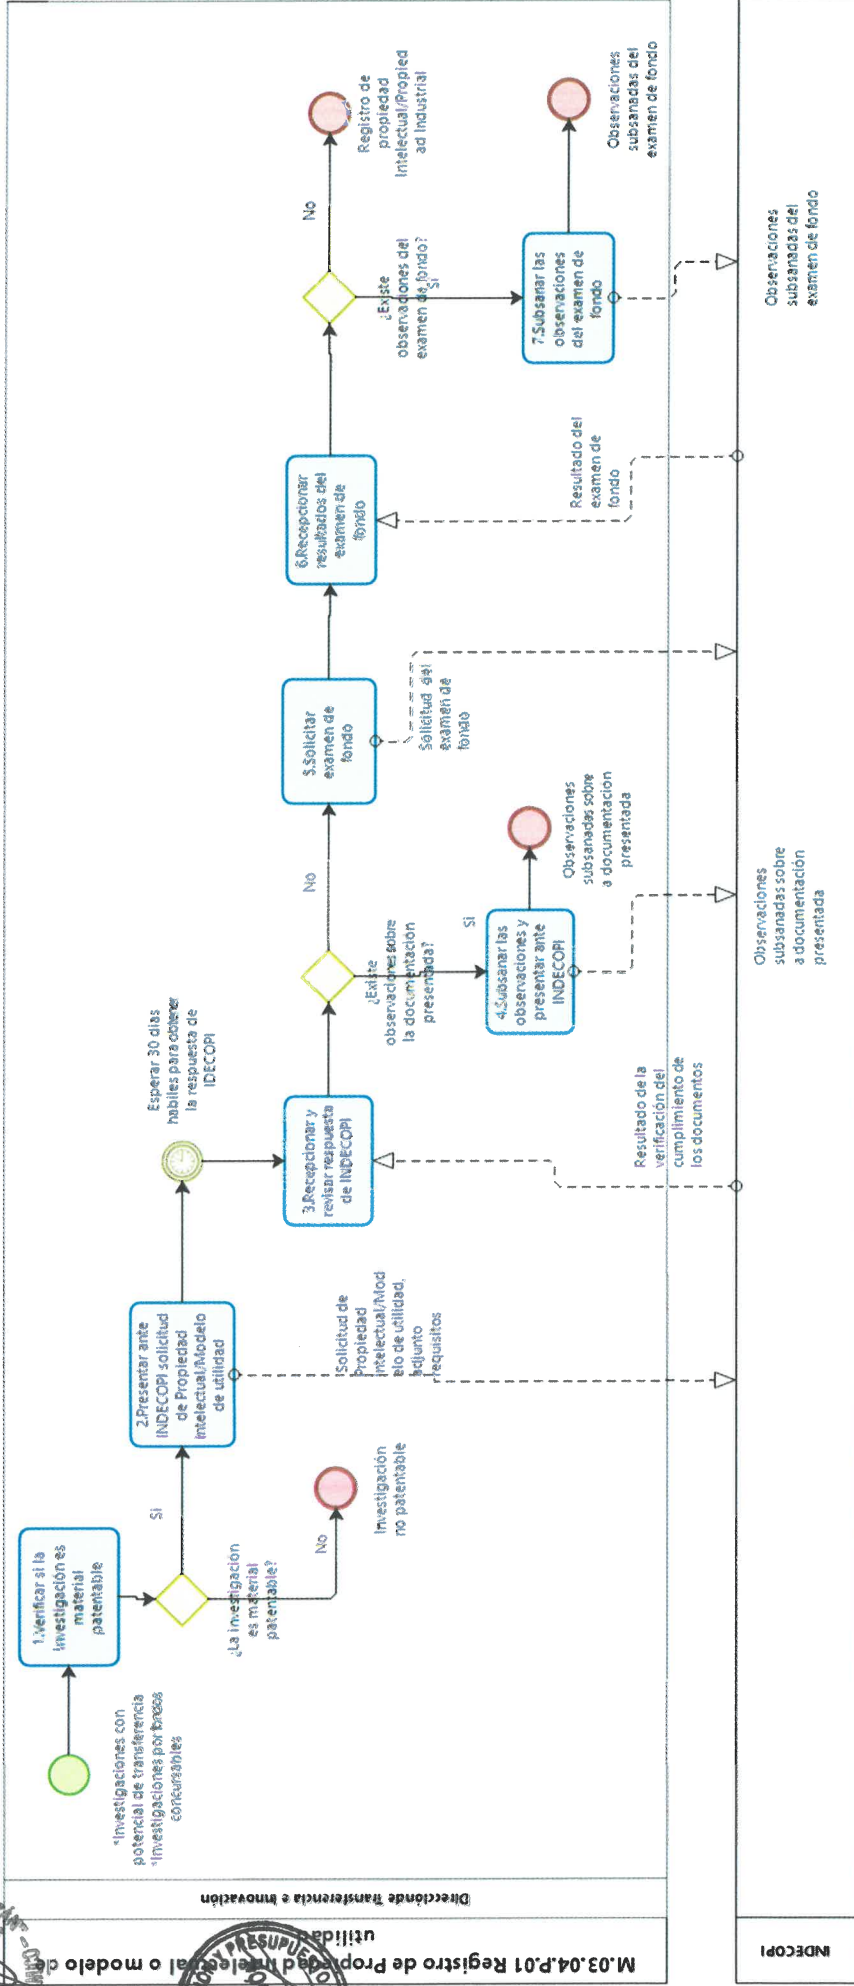 M.03.04.P.01 Registro de Propiedad Intelectual o modelo de
utilidad
Dirección de Transferencia e Innovación
*Investigaciones con
potencial de transferencia
*Investigaciones por fondos
concursables
1.Verificar si la
Investigación es
material
patentable
¿La investigación
es material
patentable?
Si
No
Investigación
no patentable
2.Presentar ante
INDECOPI solicitud
de Propiedad
intelectual/Modelo
de utilidad
Solicitud de
Propiedad
intelectual/Mod
elo de utilidad,
adjunto
requisitos
Esperar 30 días
habiles para obtener
la respuesta de
IDECOPI
3.Recepcionar y
revisar respuesta
de INDECOPI
Resultado de la
verificación del
cumplimiento de
los documentos
¿Existe
observaciones sobre
la documentación
presentada?
No
Si
4.Subsanar las
observaciones y
presentar ante
INDECOPI
Observaciones
subsanadas sobre
a documentación
presentada
5.Solicitar
examen de
fondo
Solicitud del
examen de
fondo
6.Recepcionar
resultados del
examen de
fondo
Resultado del
examen de
fondo
¿Existe
observaciones del
examen de fondo?
Si
No
Registro de
propiedad
Intelectual/Propied
ad Industrial
7.Subsanar las
observaciones
del examen de
fondo
Observaciones
subsanadas del
examen de fondo
INDECOPI
Observaciones
subsanadas sobre
a documentación
presentada
Observaciones
subsanadas del
examen de fondo
Y PRESUPUESTO